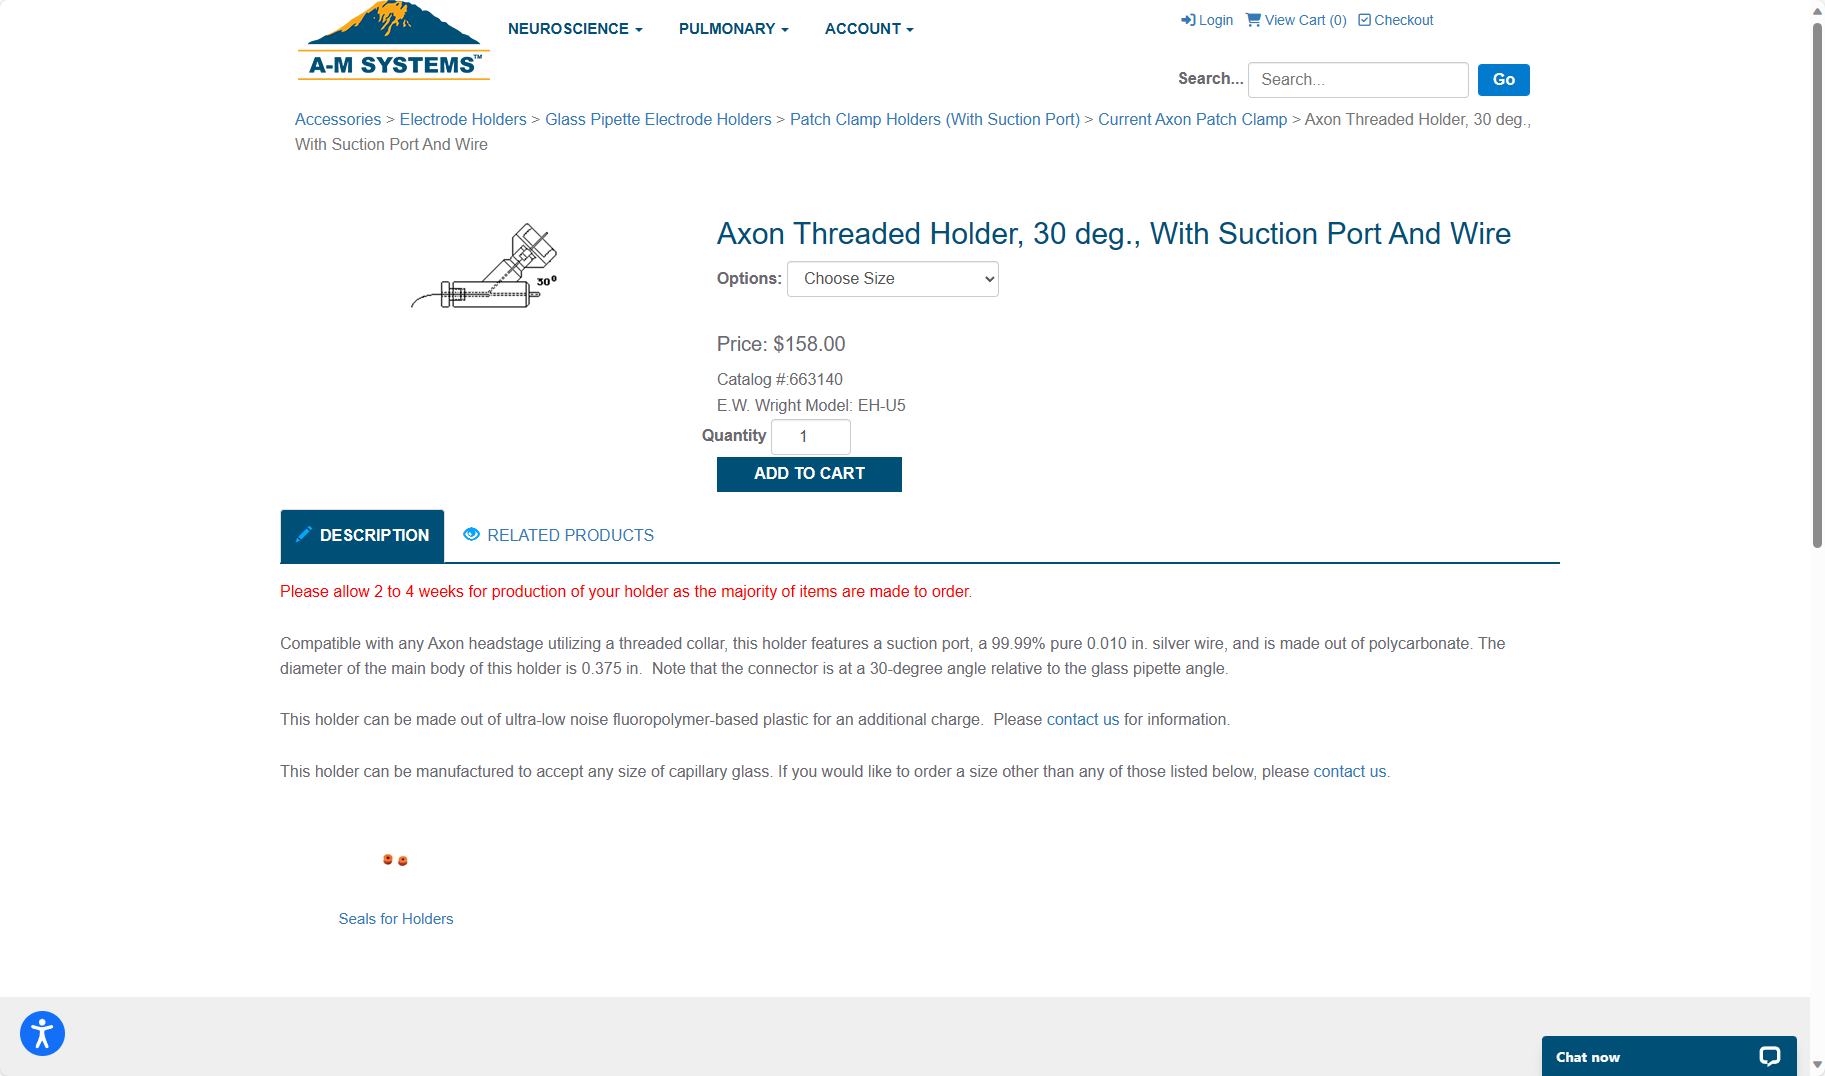 A-M SYSTEMS™
NEUROSCIENCE
PULMONARY
ACCOUNT
Login
View Cart (0)
Checkout
Search...
Search...
Go
Accessories > Electrode Holders > Glass Pipette Electrode Holders > Patch Clamp Holders (With Suction Port) > Current Axon Patch Clamp > Axon Threaded Holder, 30 deg.,
With Suction Port And Wire
30°
Axon Threaded Holder, 30 deg., With Suction Port And Wire
Options: Choose Size
Price: $158.00
Catalog #:663140
E.W. Wright Model: EH-U5
Quantity 1
ADD TO CART
DESCRIPTION
RELATED PRODUCTS
Please allow 2 to 4 weeks for production of your holder as the majority of items are made to order.
Compatible with any Axon headstage utilizing a threaded collar, this holder features a suction port, a 99.99% pure 0.010 in. silver wire, and is made out of polycarbonate. The
diameter of the main body of this holder is 0.375 in. Note that the connector is at a 30-degree angle relative to the glass pipette angle.
This holder can be made out of ultra-low noise fluoropolymer-based plastic for an additional charge. Please contact us for information.
This holder can be manufactured to accept any size of capillary glass. If you would like to order a size other than any of those listed below, please contact us.
Seals for Holders
Chat now